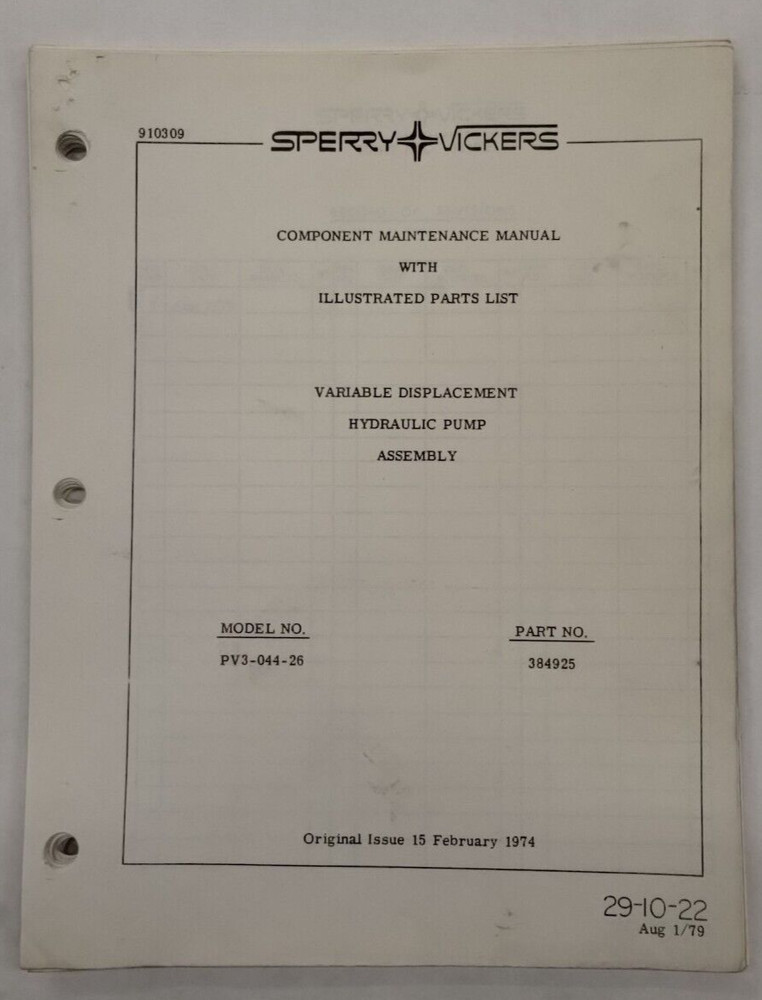 910309
SPERRY VICKERS
COMPONENT MAINTENANCE MANUAL
WITH
ILLUSTRATED PARTS LIST
VARIABLE DISPLACEMENT
HYDRAULIC PUMP
ASSEMBLY
MODEL NO. PART NO.
PV3-044-26 384925
Original Issue 15 February 1974
29-10-22
Aug 1/79